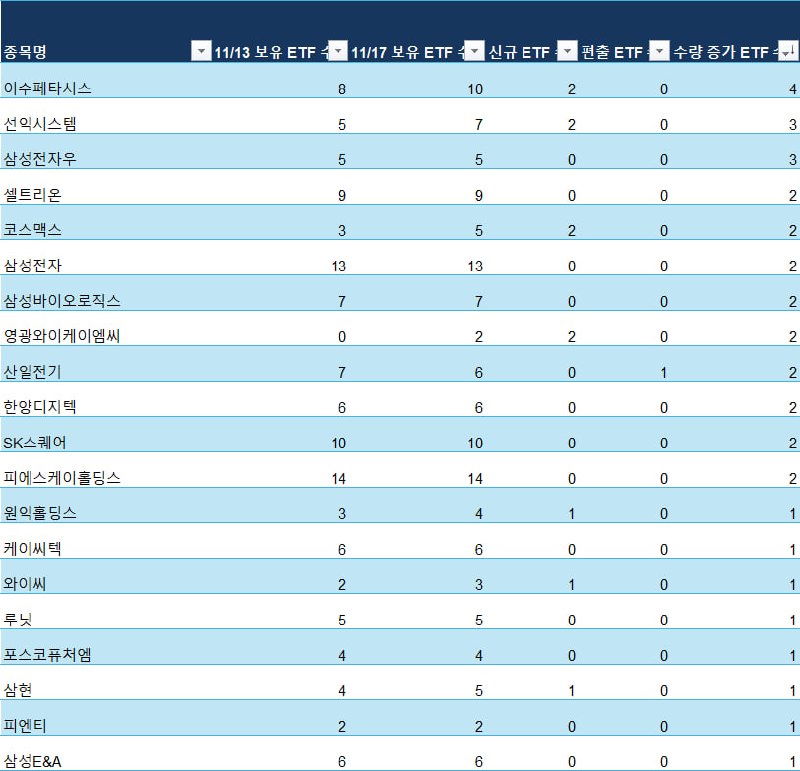 종목명 11/13 보유 ETF 수 11/17 보유 ETF 수 신규 ETF 편출 ETF 수량 증가 ETF
이수페타시스 8 10 2 0 4
선익시스템 5 7 2 0 3
삼성전자우 5 5 0 0 3
셀트리온 9 9 0 0 2
코스맥스 3 5 2 0 2
삼성전자 13 13 0 0 2
삼성바이오로직스 7 7 0 0 2
영광와이케이엠씨 0 2 2 0 2
산일전기 7 6 0 1 2
한양디지텍 6 6 0 0 2
SK스퀘어 10 10 0 0 2
피에스케이홀딩스 14 14 0 0 2
원익홀딩스 3 4 1 0 1
케이씨텍 6 6 0 0 1
와이씨 2 3 1 0 1
루닛 5 5 0 0 1
포스코퓨처엠 4 4 0 0 1
삼현 4 5 1 0 1
피엔티 2 2 0 0 1
삼성E&A 6 6 0 0 1